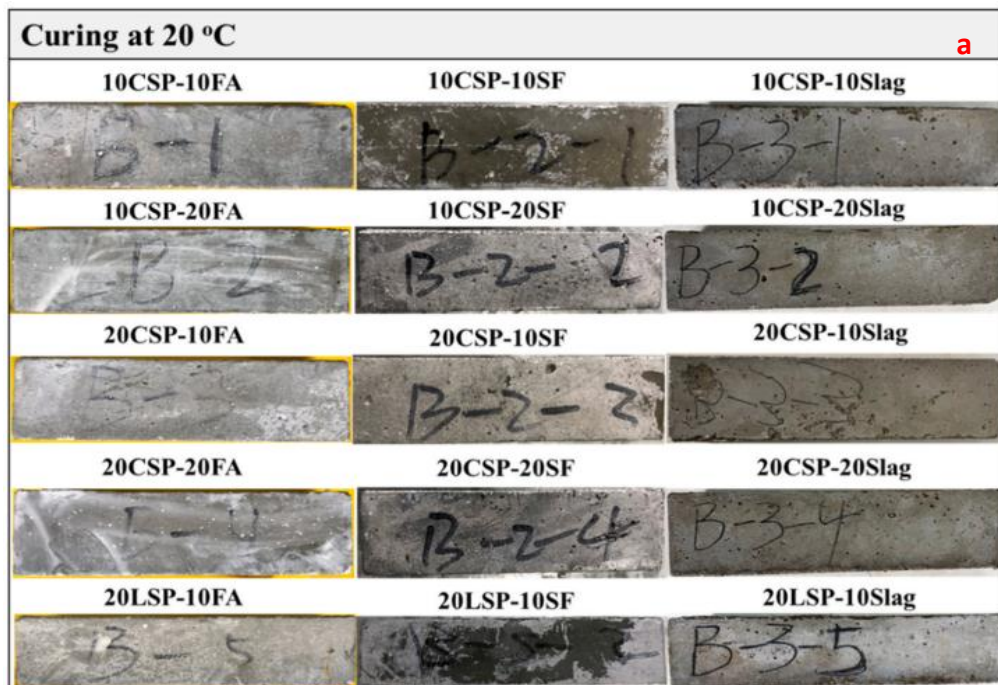 Curing at 20 °C
a
10CSP-10FA 10CSP-10SF 10CSP-10Slag
B-1 B-2-1 B-3-1
10CSP-20FA 10CSP-20SF 10CSP-20Slag
B-2 B-2-2 B-3-2
20CSP-10FA 20CSP-10SF 20CSP-10Slag
B- B-2- B-3-3
20CSP-20FA 20CSP-20SF 20CSP-20Slag
B-2-4 B-3-4
20LSP-10FA 20LSP-10SF 20LSP-10Slag
B-5 B-3-5